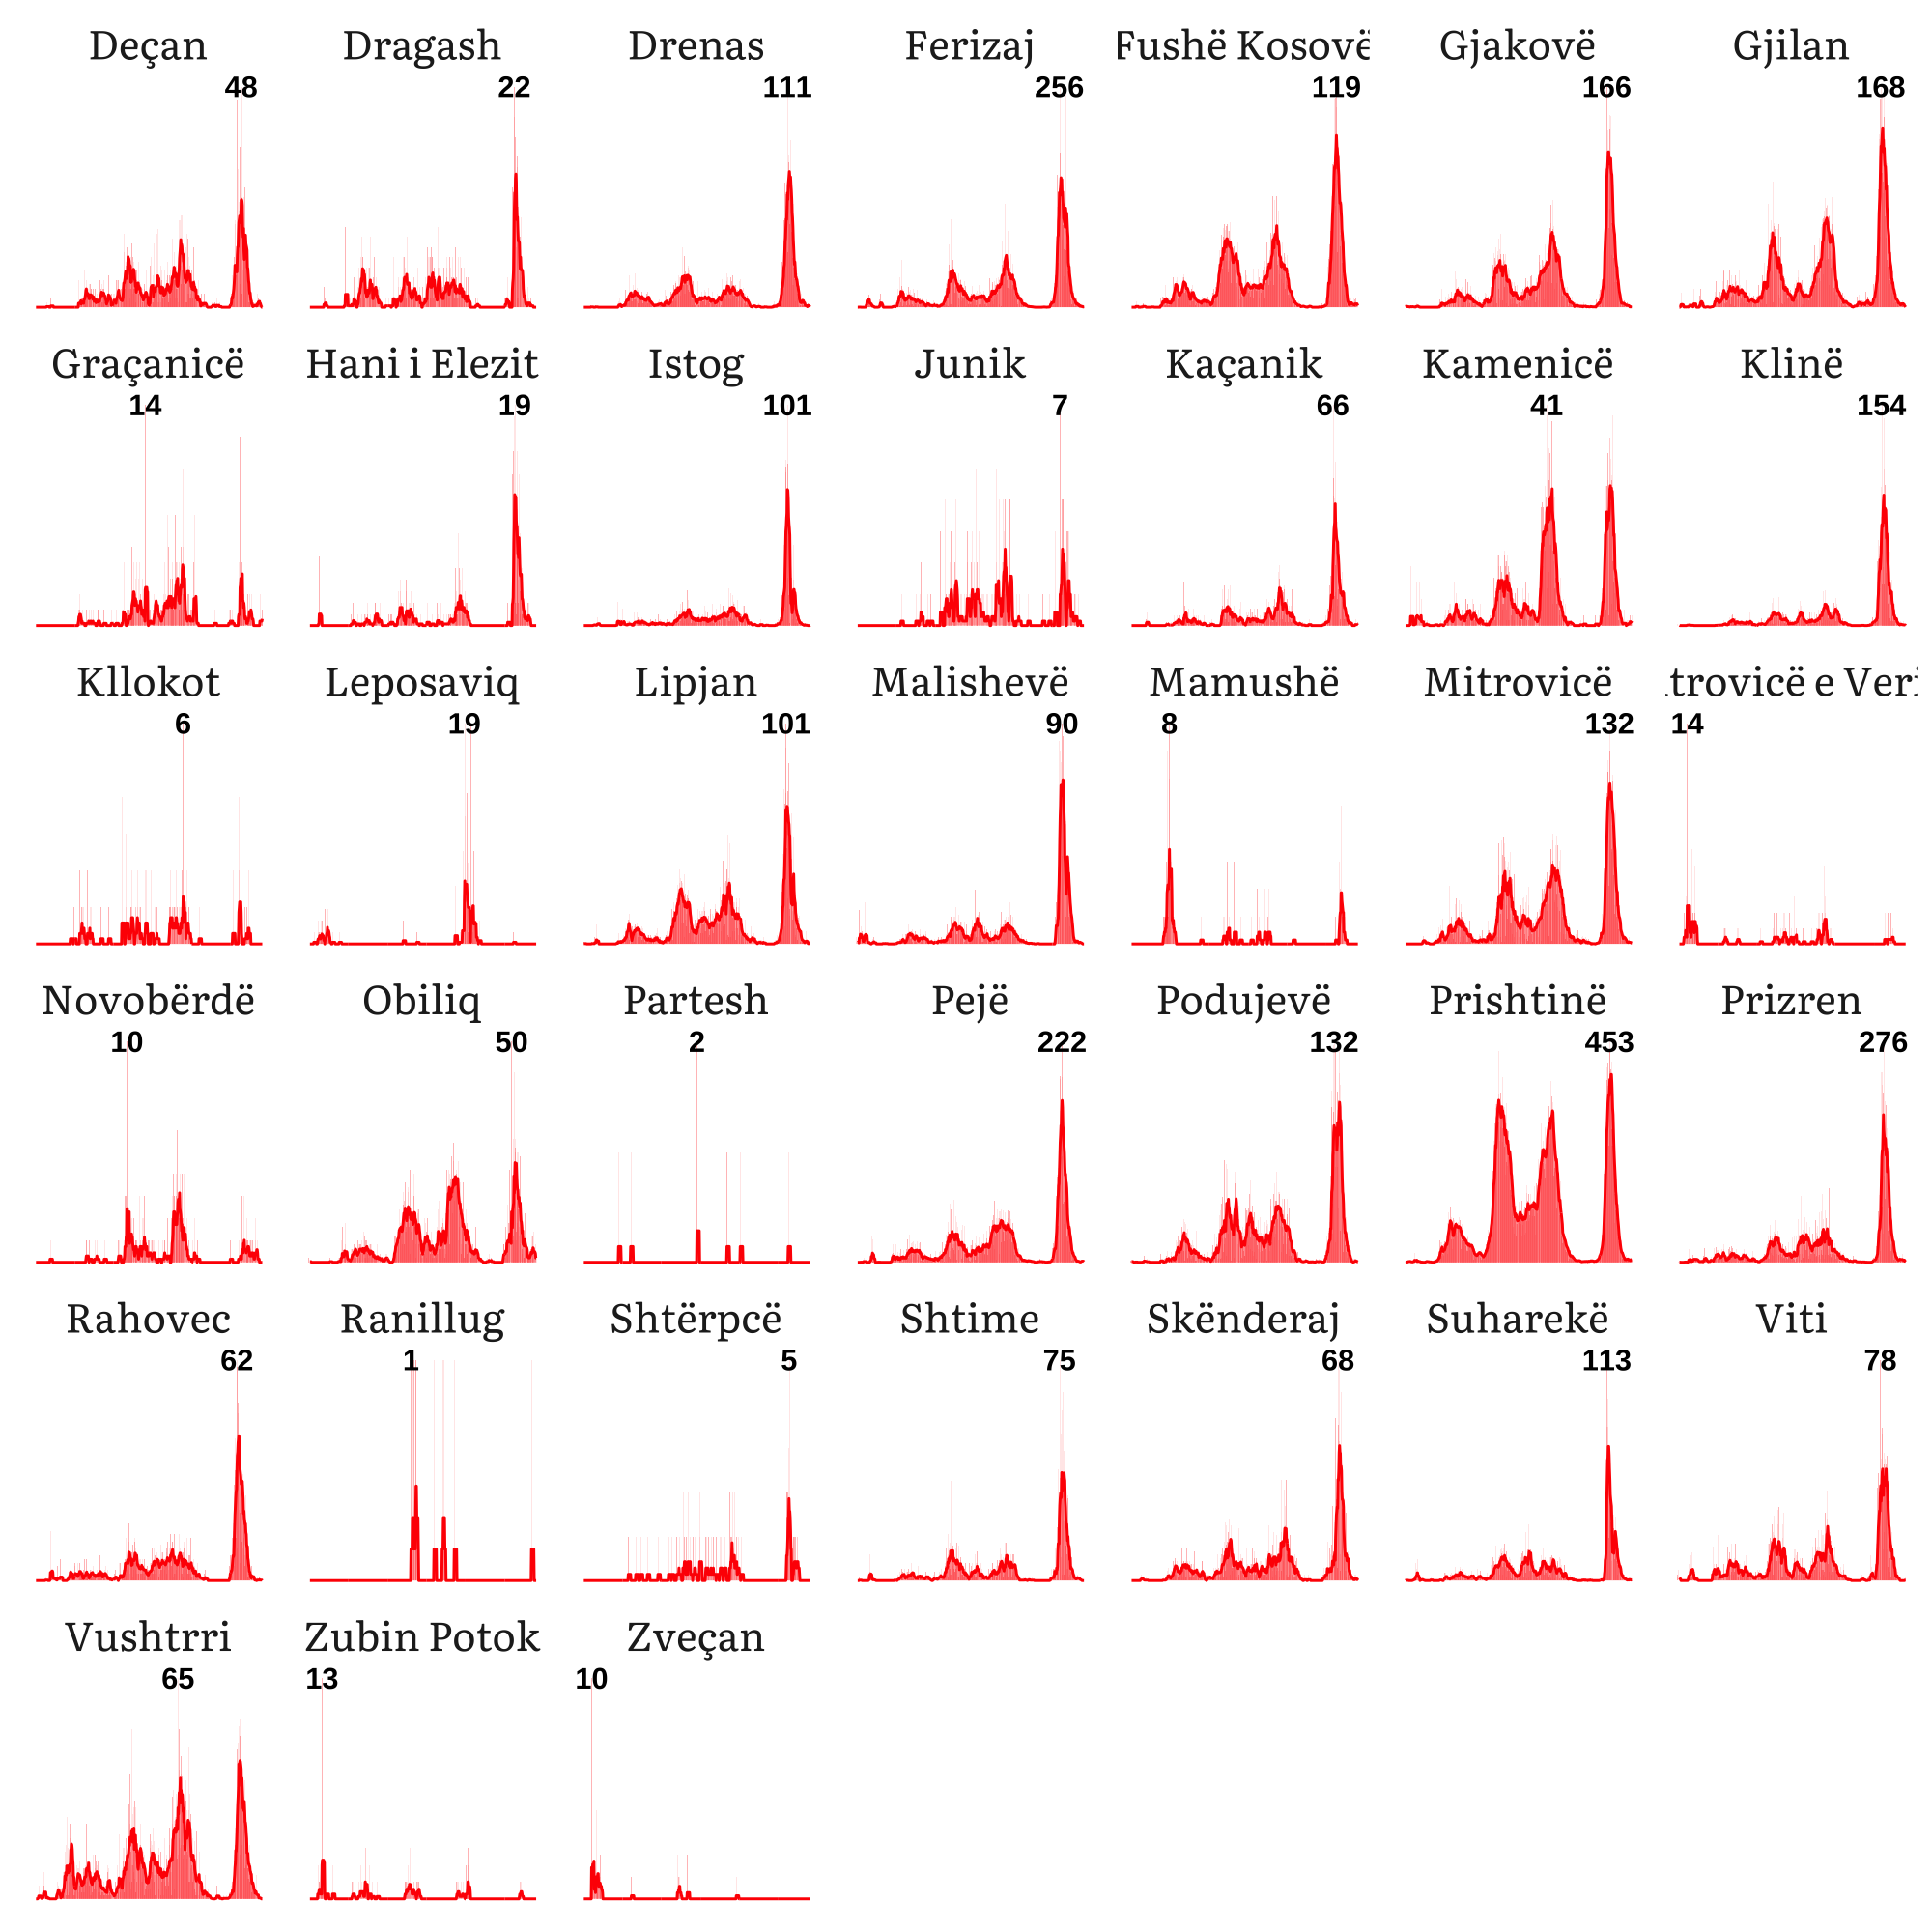 Deçan Dragash Drenas Ferizaj Fushë Kosovë Gjakovë Gjilan
48 22 111 256 119 166 168
Graçanicë Hani i Elezit Istog Junik Kaçanik Kamenicë Klinë
14 19 101 7 66 41 154
Kllokot Leposaviq Lipjan Malishevë Mamushë Mitrovicë trovicë e Veri
6 19 101 90 8 132 14
Novobërdë Obiliq Partesh Pejë Podujevë Prishtinë Prizren
10 50 2 222 132 453 276
Rahovec Ranillug Shtërpcë Shtime Skënderaj Suharekë Viti
62 1 5 75 68 113 78
Vushtrri Zubin Potok Zveçan
65 13 10